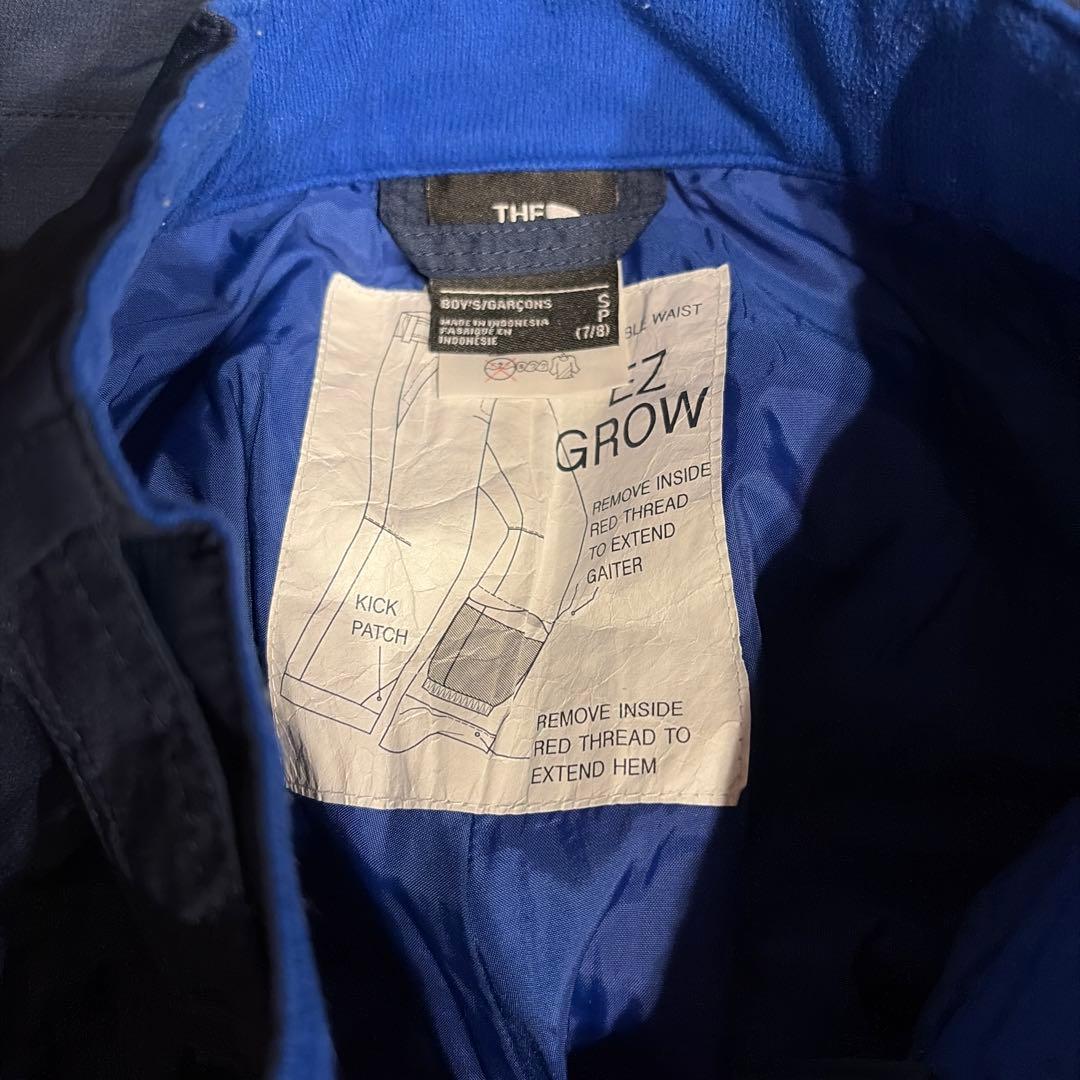 THE
BOY'S/GARÇONS
S
P
(7/8)
MADE IN INDONESIA
FABRIQUÉ EN
INDONÉSIE
BLE WAIST
EZ
GROW
REMOVE INSIDE
RED THREAD
TO EXTEND
GAITER
KICK
PATCH
REMOVE INSIDE
RED THREAD TO
EXTEND HEM